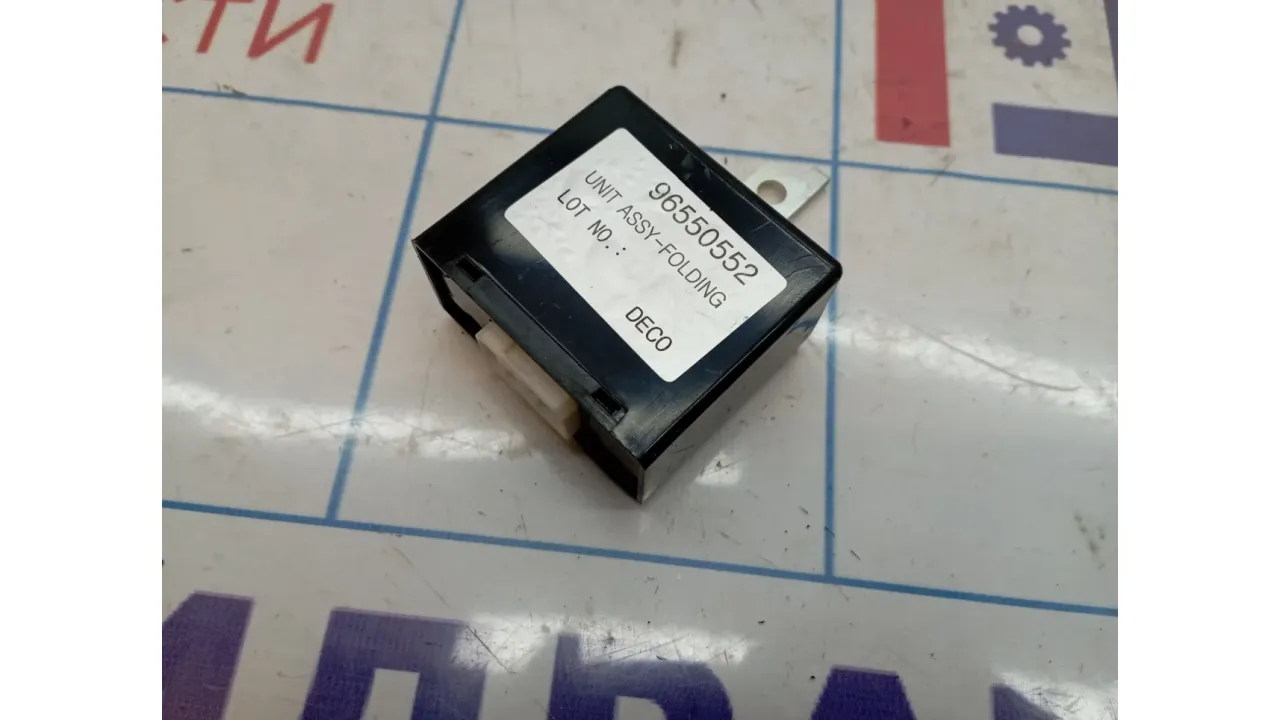 96550552
UNIT ASSY-FOLDING
LOT NO.:
DECO